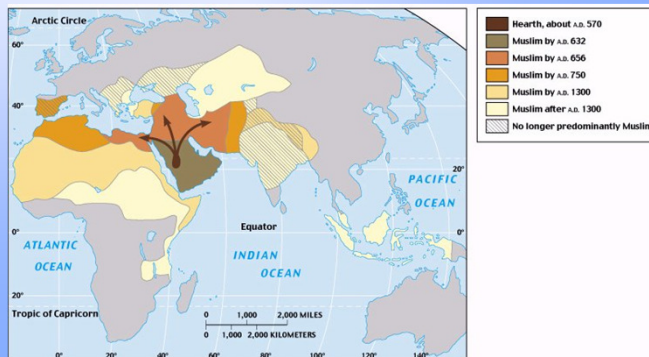 Arctic Circle
60°
40°
20°
0°
20°
Tropic of Capricorn
20°
0°
Equator
ATLANTIC
OCEAN
INDIAN
OCEAN
PACIFIC
OCEAN
0 1,000 2,000 MILES
0 1,000 2,000 KILOMETERS
0° 20° 40° 60° 80° 100° 120° 140°
Hearth, about A.D. 570
Muslim by A.D. 632
Muslim by A.D. 656
Muslim by A.D. 750
Muslim by A.D. 1300
Muslim after A.D. 1300
No longer predominantly Muslim